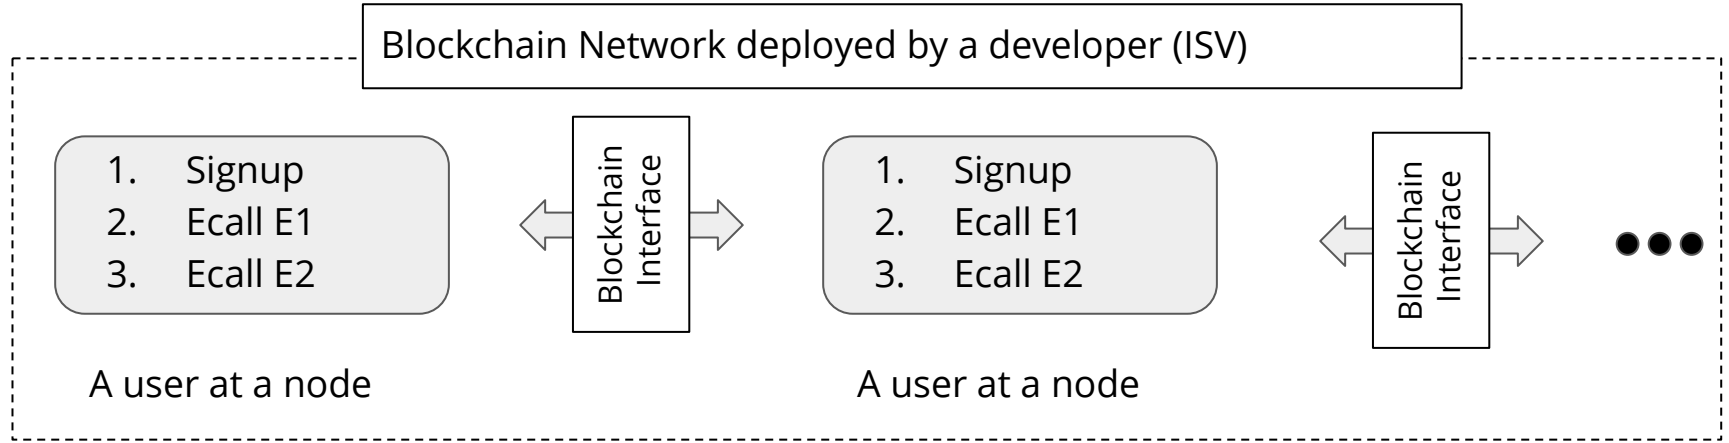 Blockchain Network deployed by a developer (ISV)
1. Signup
2. Ecall E1
3. Ecall E2
A user at a node
Blockchain
Interface
1. Signup
2. Ecall E1
3. Ecall E2
A user at a node
Blockchain
Interface